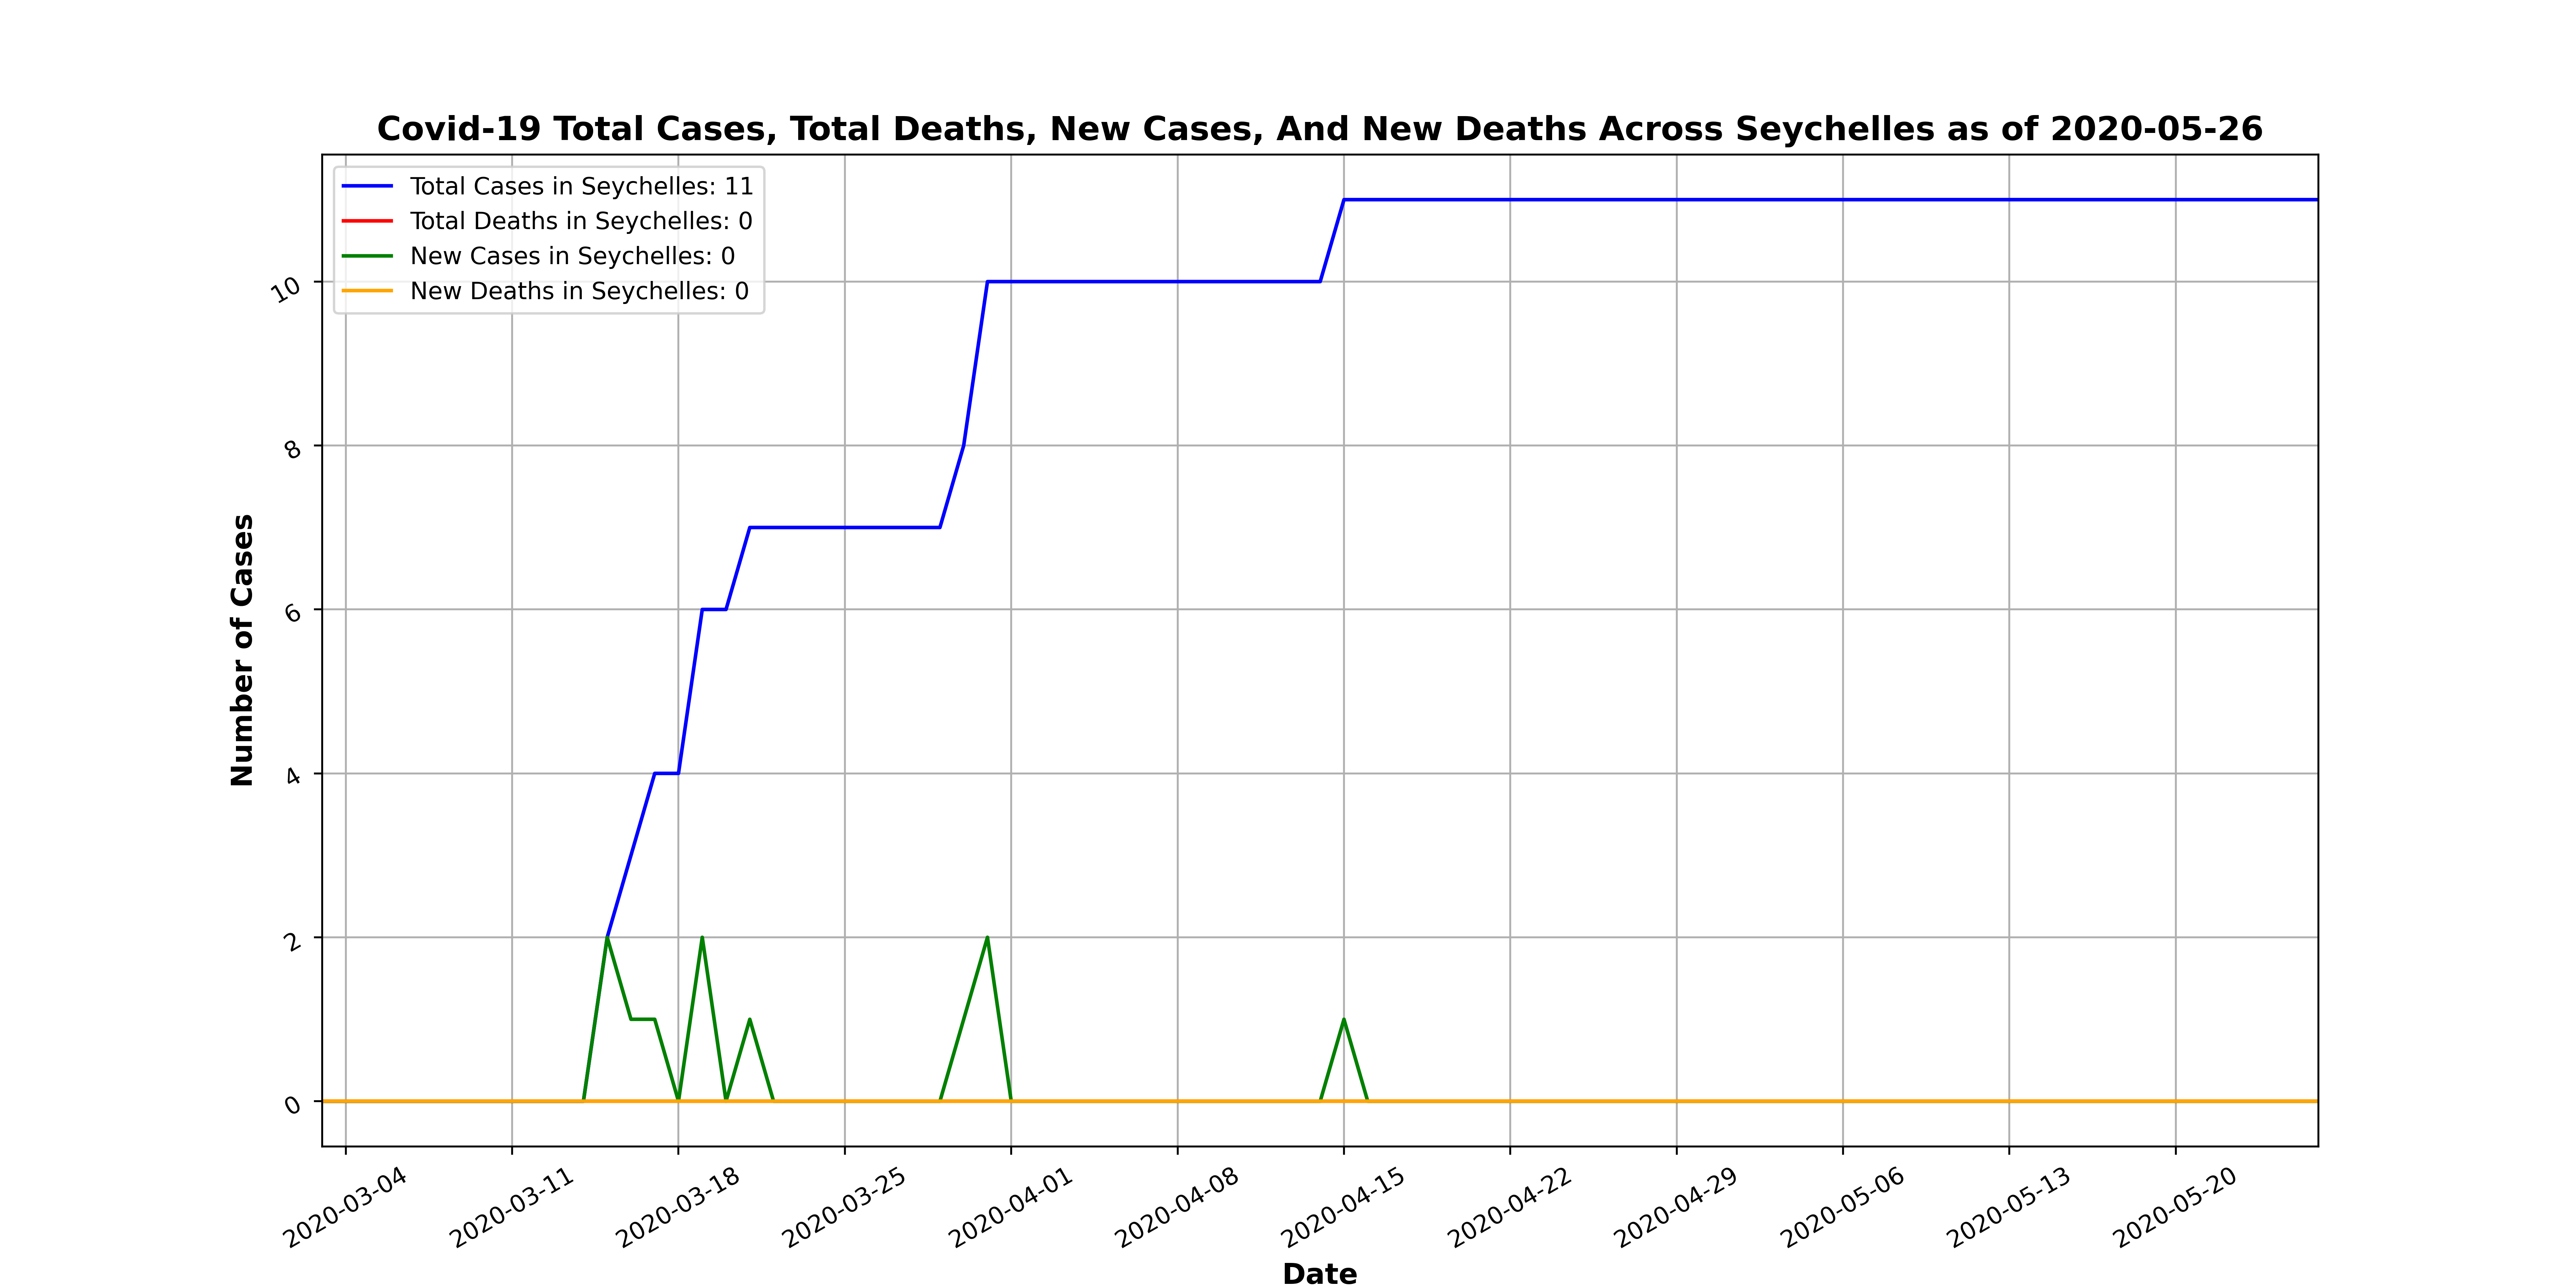 Covid-19 Total Cases, Total Deaths, New Cases, And New Deaths Across Seychelles as of 2020-05-26
Total Cases in Seychelles: 11
Total Deaths in Seychelles: 0
New Cases in Seychelles: 0
New Deaths in Seychelles: 0
Number of Cases
10
8
6
4
2
0
2020-03-04
2020-03-11
2020-03-18
2020-03-25
2020-04-01
2020-04-08
2020-04-15
2020-04-22
2020-04-29
2020-05-06
2020-05-13
2020-05-20
Date